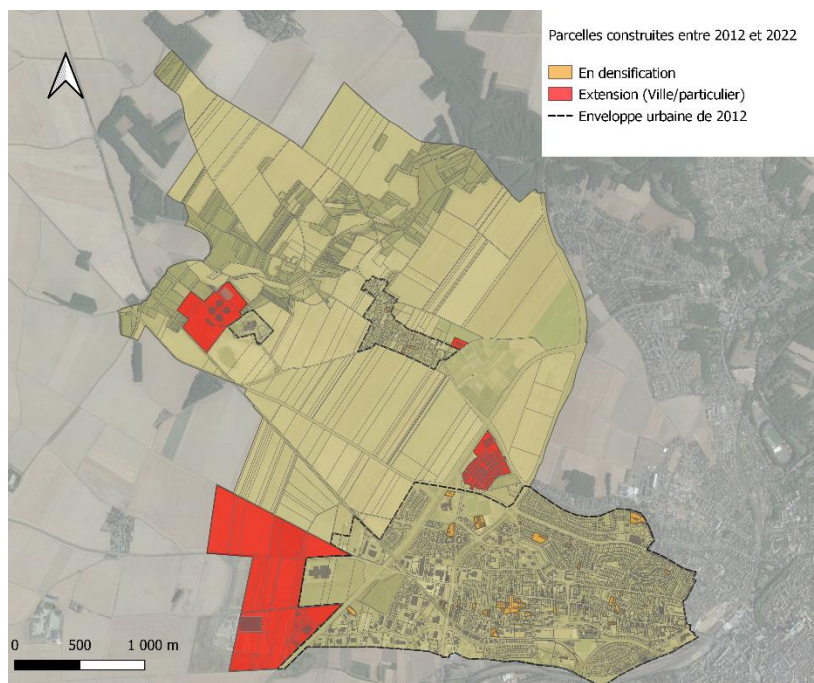 Parcelles construites entre 2012 et 2022
En densification
Extension (Ville/particulier)
Enveloppe urbaine de 2012
0 500 1 000 m